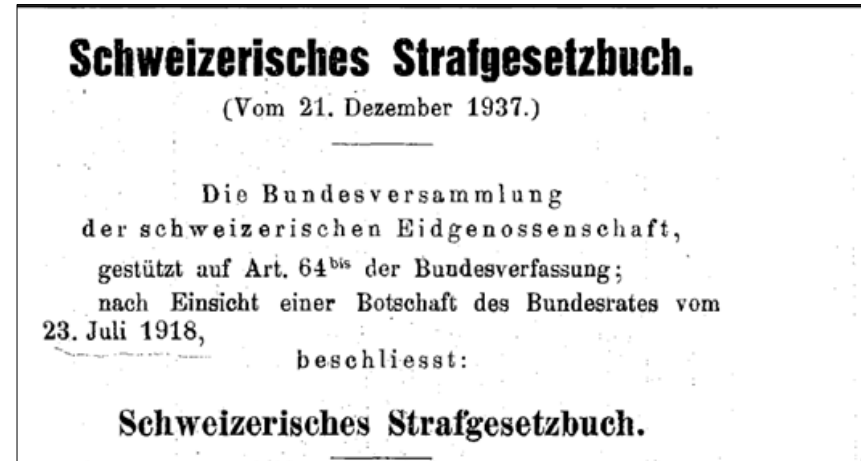 Schweizerisches Strafgesetzbuch.
(Vom 21. Dezember 1937.)
Die Bundesversammlung
der schweizerischen Eidgenossenschaft,
gestützt auf Art. 64bis der Bundesverfassung;
nach Einsicht einer Botschaft des Bundesrates vom
23. Juli 1918,
beschliesst:
Schweizerisches Strafgesetzbuch.